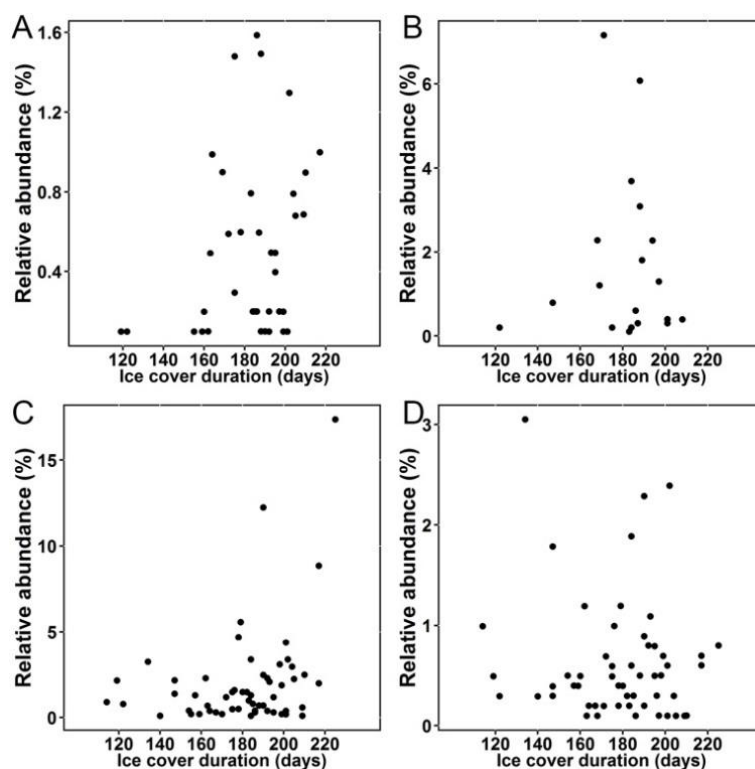 A
Relative abundance (%)
1.6
1.2
0.8
0.4
120 140 160 180 200 220
Ice cover duration (days)
B
Relative abundance (%)
6
4
2
0
120 140 160 180 200 220
Ice cover duration (days)
C
Relative abundance (%)
15
10
5
0
120 140 160 180 200 220
Ice cover duration (days)
D
Relative abundance (%)
3
2
1
0
120 140 160 180 200 220
Ice cover duration (days)